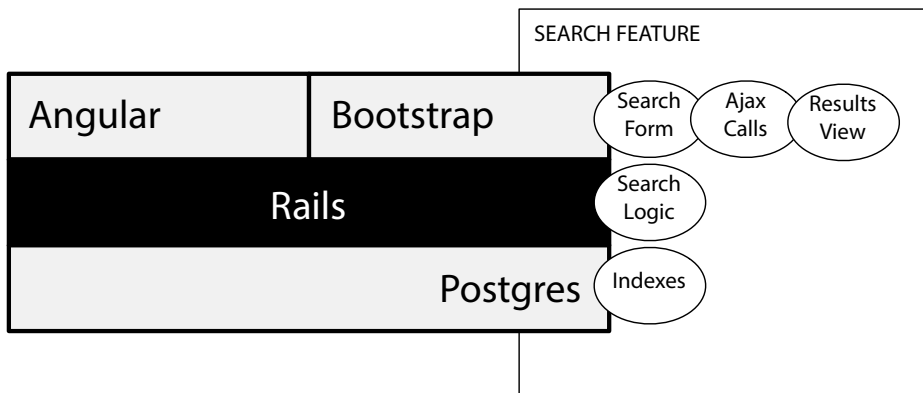 SEARCH FEATURE
Angular
Bootstrap
Search
Form
Ajax
Calls
Results
View
Rails
Search
Logic
Postgres
Indexes